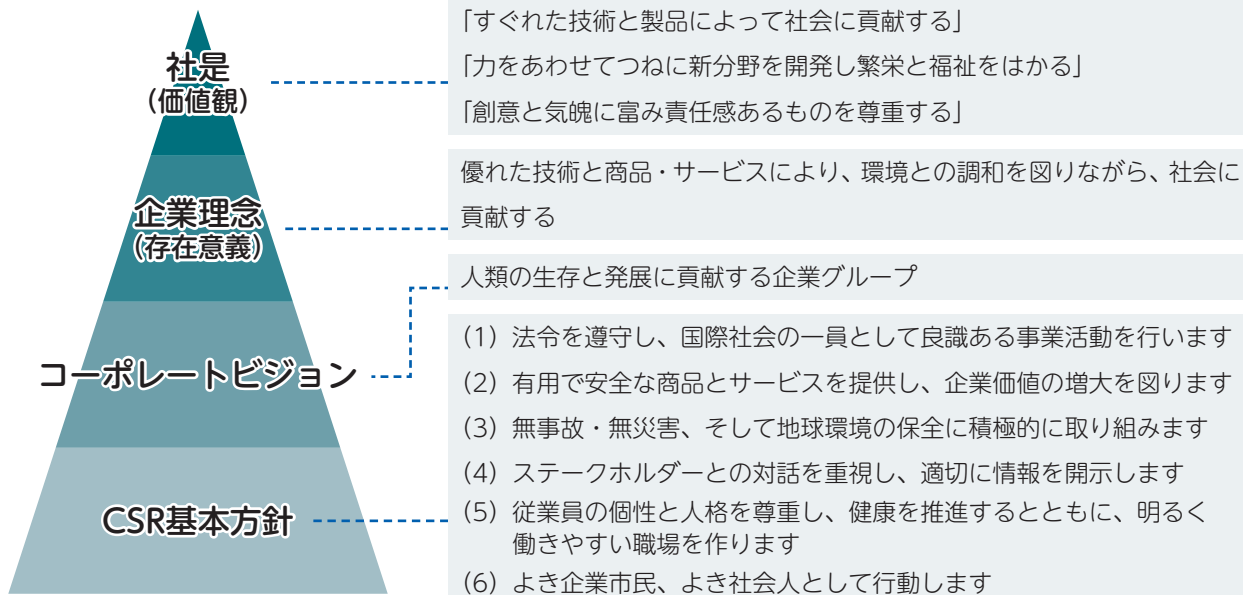 社是
（価値観）
「すぐれた技術と製品によって社会に貢献する」
「力をあわせてつねに新分野を開発し繁栄と福祉をはかる」
「創意と気魄に富み責任感あるものを尊重する」
企業理念
（存在意義）
優れた技術と商品・サービスにより、環境との調和を図りながら、社会に
貢献する
コーポレートビジョン
人類の生存と発展に貢献する企業グループ
CSR基本方針
（1）法令を遵守し、国際社会の一員として良識ある事業活動を行います
（2）有用で安全な商品とサービスを提供し、企業価値の増大を図ります
（3）無事故・無災害、そして地球環境の保全に積極的に取り組みます
（4）ステークホルダーとの対話を重視し、適切に情報を開示します
（5）従業員の個性と人格を尊重し、健康を推進するとともに、明るく
働きやすい職場を作ります
（6）よき企業市民、よき社会人として行動します